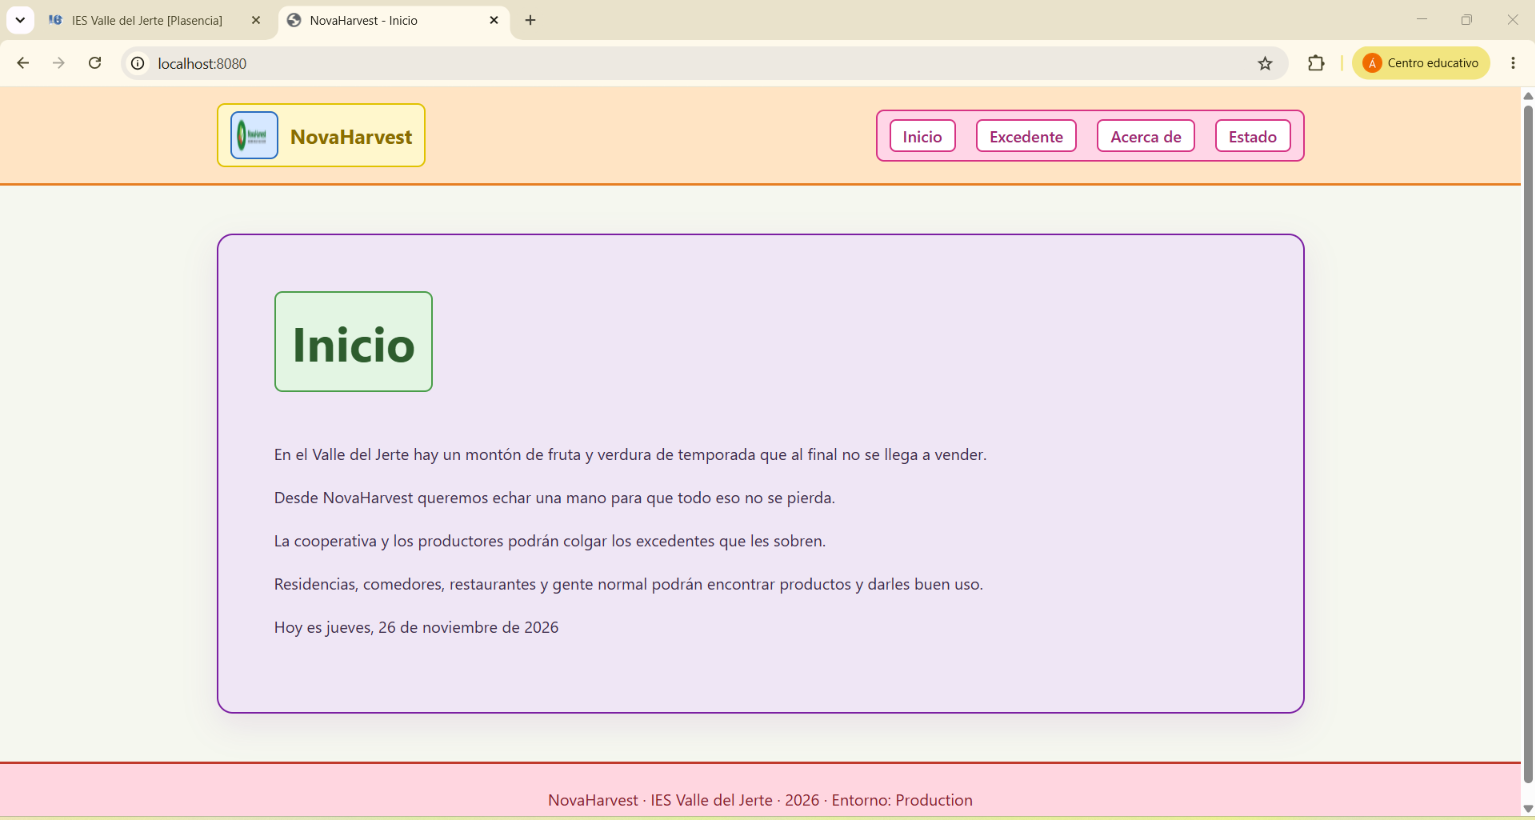 IES Valle del Jerte [Plasencia]
NovaHarvest - Inicio
localhost:8080
Á
Centro educativo
NovaHarvest
Inicio
Excedente
Acerca de
Estado
Inicio
En el Valle del Jerte hay un montón de fruta y verdura de temporada que al final no se llega a vender.
Desde NovaHarvest queremos echar una mano para que todo eso no se pierda.
La cooperativa y los productores podrán colgar los excedentes que les sobren.
Residencias, comedores, restaurantes y gente normal podrán encontrar productos y darles buen uso.
Hoy es jueves, 26 de noviembre de 2026
NovaHarvest · IES Valle del Jerte · 2026 · Entorno: Production